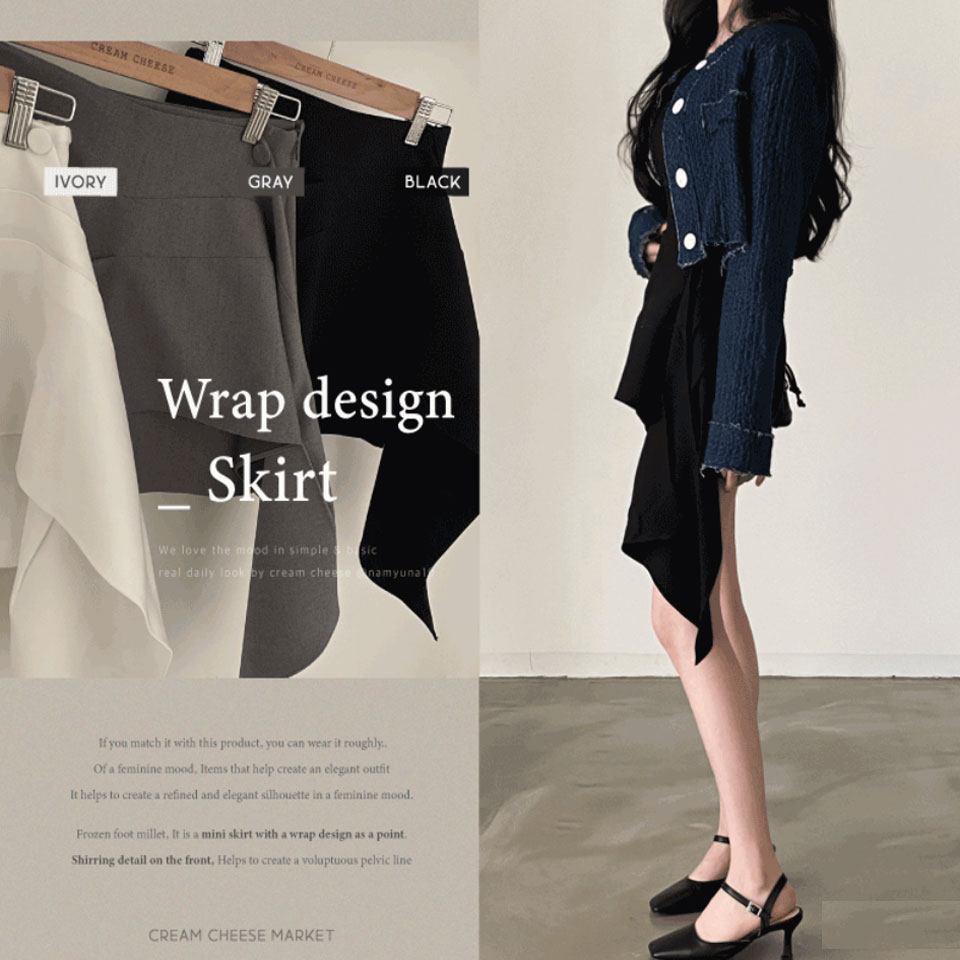 CREAM CHEESE
CREAM CHEESE
IVORY
GRAY
BLACK
Wrap design
_ Skirt
We love the mood in simple & basic
real daily look by cream cheese @namyuna1
If you match it with this product, you can wear it roughly..
Of a feminine mood, Items that help create an elegant outfit
It helps to create a refined and elegant silhouette in a feminine mood.
Frozen foot millet, It is a mini skirt with a wrap design as a point.
Shirring detail on the front, Helps to create a voluptuous pelvic line
CREAM CHEESE MARKET